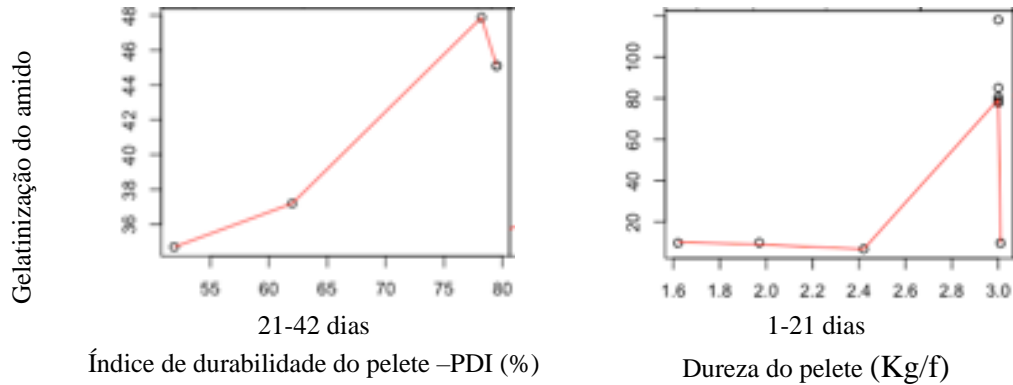 Gelatinização do amido
48
46
44
42
40
38
36
55 60 65 70 75 80
21-42 dias
Índice de durabilidade do pelete –PDI (%)
100
80
60
40
20
1.6 1.8 2.0 2.2 2.4 2.6 2.8 3.0
1-21 dias
Dureza do pelete (Kg/f)